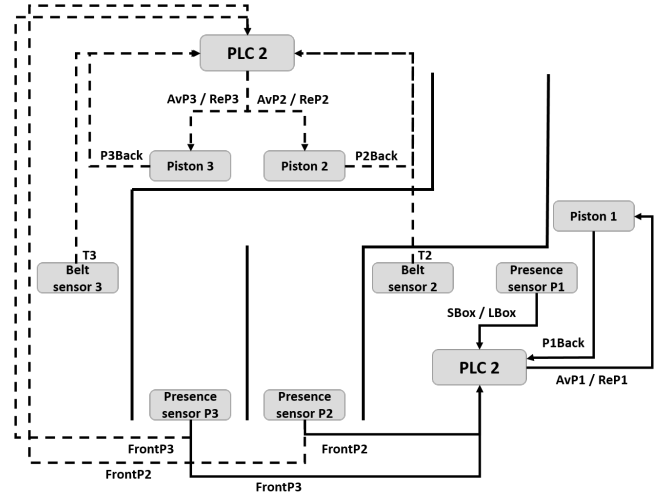 PLC 2
AvP3 / ReP3
AvP2 / ReP2
P3Back
Piston 3
Piston 2
P2Back
Piston 1
T3
T2
Belt
sensor 3
Belt
sensor 2
Presence
sensor P1
SBox / LBox
P1Back
PLC 2
AvP1 / ReP1
Presence
sensor P3
Presence
sensor P2
FrontP3
FrontP2
FrontP2
FrontP3